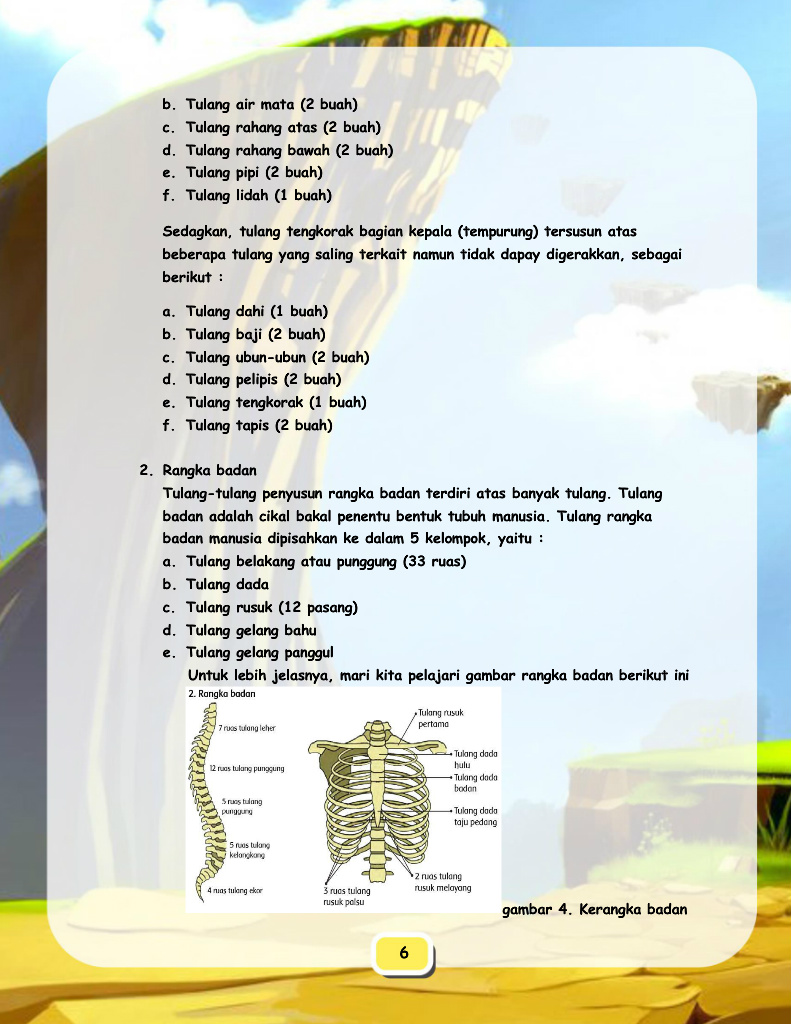 b. Tulang air mata (2 buah)
c. Tulang rahang atas (2 buah)
d. Tulang rahang bawah (2 buah)
e. Tulang pipi (2 buah)
f. Tulang lidah (1 buah)
Sedagkan, tulang tengkorak bagian kepala (tempurung) tersusun atas
beberapa tulang yang saling terkait namun tidak dapay digerakkan, sebagai
berikut :
a. Tulang dahi (1 buah)
b. Tulang baji (2 buah)
c. Tulang ubun-ubun (2 buah)
d. Tulang pelipis (2 buah)
e. Tulang tengkorak (1 buah)
f. Tulang tapis (2 buah)
2. Rangka badan
Tulang-tulang penyusun rangka badan terdiri atas banyak tulang. Tulang
badan adalah cikal bakal penentu bentuk tubuh manusia. Tulang rangka
badan manusia dipisahkan ke dalam 5 kelompok, yaitu :
a. Tulang belakang atau punggung (33 ruas)
b. Tulang dada
c. Tulang rusuk (12 pasang)
d. Tulang gelang bahu
e. Tulang gelang panggul
Untuk lebih jelasnya, mari kita pelajari gambar rangka badan berikut ini
2. Rangka badan
7 ruas tulang leher
12 ruas tulang punggung
5 ruas tulang
punggung
5 ruas tulang
kelangkang
4 ruas tulang ekor
Tulang rusuk
pertama
Tulang dada
hulu
Tulang dada
badan
Tulang dada
taju pedang
3 ruas tulang
rusuk palsu
2 ruas tulang
rusuk melayang
gambar 4. Kerangka badan
6